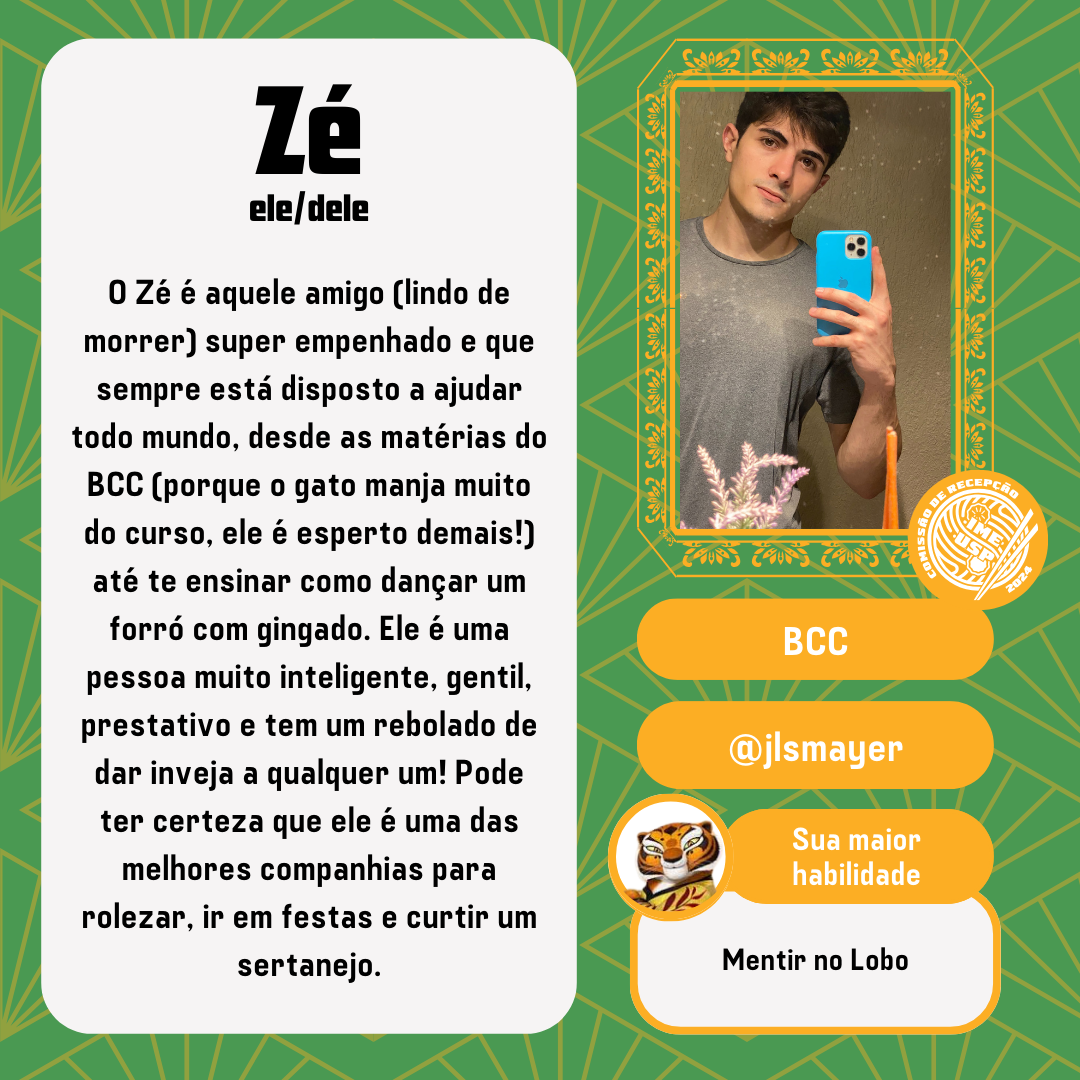 Zé
ele/dele
O Zé é aquele amigo (lindo de
morrer) super empenhado e que
sempre está disposto a ajudar
todo mundo, desde as matérias do
BCC (porque o gato manja muito
do curso, ele é esperto demais!)
até te ensinar como dançar um
forró com gingado. Ele é uma
pessoa muito inteligente, gentil,
prestativo e tem um rebolado de
dar inveja a qualquer um! Pode
ter certeza que ele é uma das
melhores companhias para
rolezar, ir em festas e curtir um
sertanejo.
COMISSÃO DE RECEPÇÃO
IME
USP
2024
BCC
@jlsmayer
Sua maior
habilidade
Mentir no Lobo